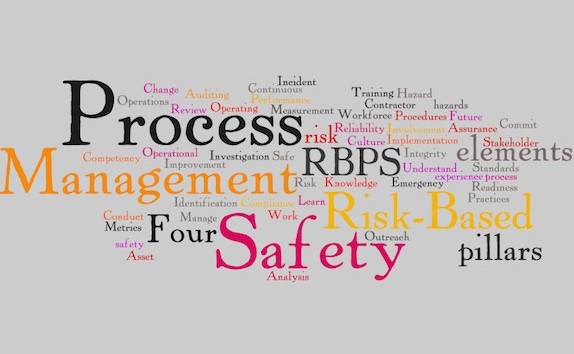 Incident
Change Auditing Continuous Training Hazard
Operations Performance Contractor hazards
Process Review Operating Measurement Workforce Procedures Future
risk Reliability Involvement Assurance Commit
Culture Implementation Stakeholder
Competency Operational Investigation Safe RBPS Integrity elements
Management Improvement Understand . Standards
Risk Knowledge Emergency experience process
Readiness
Identification Compliance Learn Practices
Conduct Manage Work Risk-Based
Metrics Four Safety Outreach pillars
safety
Asset
Analysis